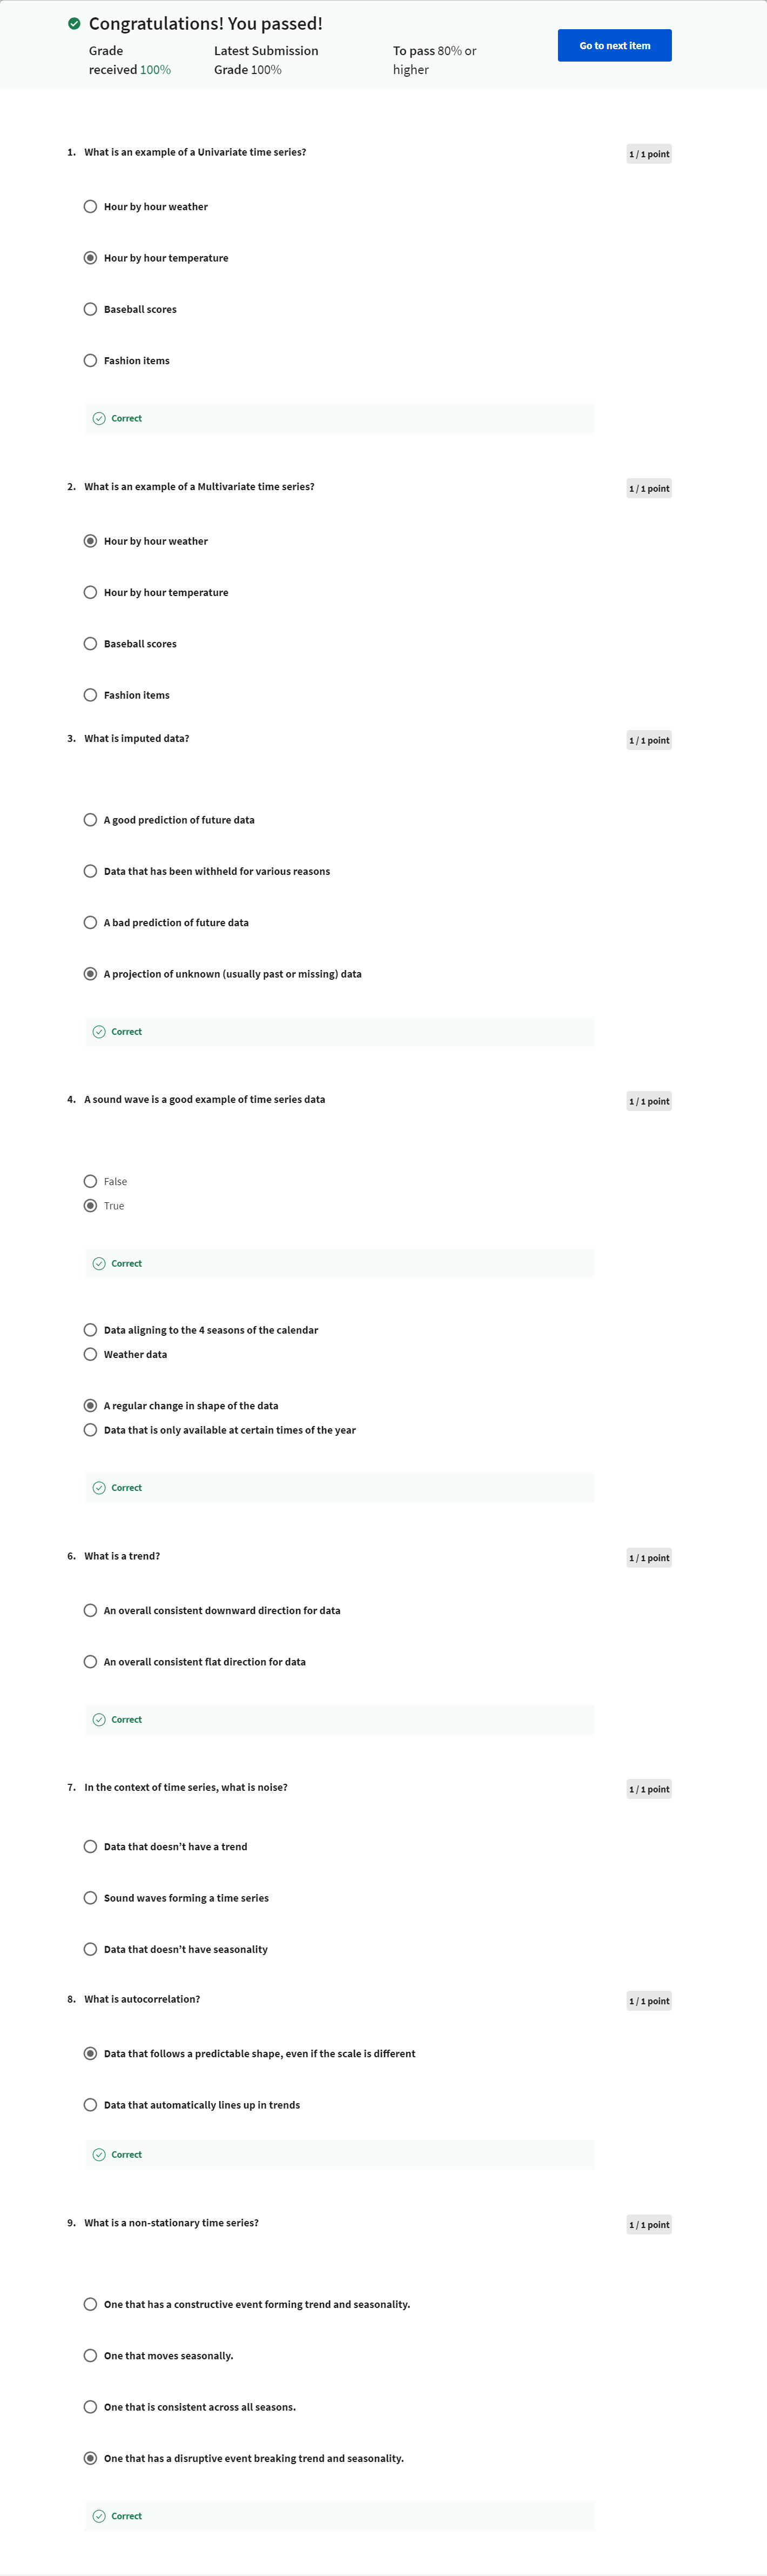 Congratulations! You passed!
Grade received 100%
Latest Submission Grade 100%
To pass 80% or higher
Go to next item
1. What is an example of a Univariate time series?
1 / 1 point
Hour by hour weather
Hour by hour temperature
Baseball scores
Fashion items
Correct
2. What is an example of a Multivariate time series?
1 / 1 point
Hour by hour weather
Hour by hour temperature
Baseball scores
Fashion items
3. What is imputed data?
1 / 1 point
A good prediction of future data
Data that has been withheld for various reasons
A bad prediction of future data
A projection of unknown (usually past or missing) data
Correct
4. A sound wave is a good example of time series data
1 / 1 point
False
True
Correct
Data aligning to the 4 seasons of the calendar
Weather data
A regular change in shape of the data
Data that is only available at certain times of the year
Correct
6. What is a trend?
1 / 1 point
An overall consistent downward direction for data
An overall consistent flat direction for data
Correct
7. In the context of time series, what is noise?
1 / 1 point
Data that doesn’t have a trend
Sound waves forming a time series
Data that doesn’t have seasonality
8. What is autocorrelation?
1 / 1 point
Data that follows a predictable shape, even if the scale is different
Data that automatically lines up in trends
Correct
9. What is a non-stationary time series?
1 / 1 point
One that has a constructive event forming trend and seasonality.
One that moves seasonally.
One that is consistent across all seasons.
One that has a disruptive event breaking trend and seasonality.
Correct